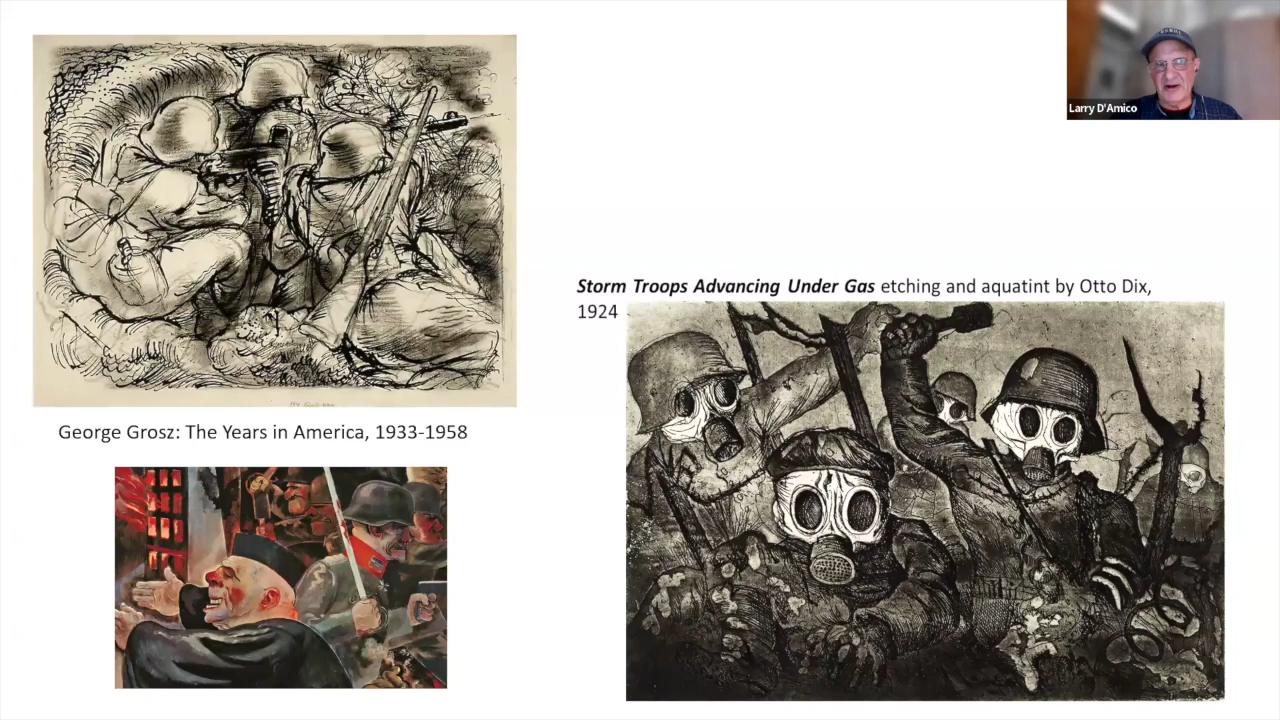 Larry D'Amico
Storm Troops Advancing Under Gas etching and aquatint by Otto Dix,
1924
George Grosz: The Years in America, 1933-1958